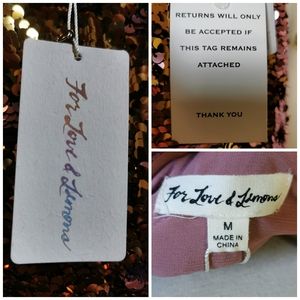 For Love & Lemons
RETURNS WILL ONLY
BE ACCEPTED IF
THIS TAG REMAINS
ATTACHED
THANK YOU
For Love & Lemons
M
MADE IN
CHINA